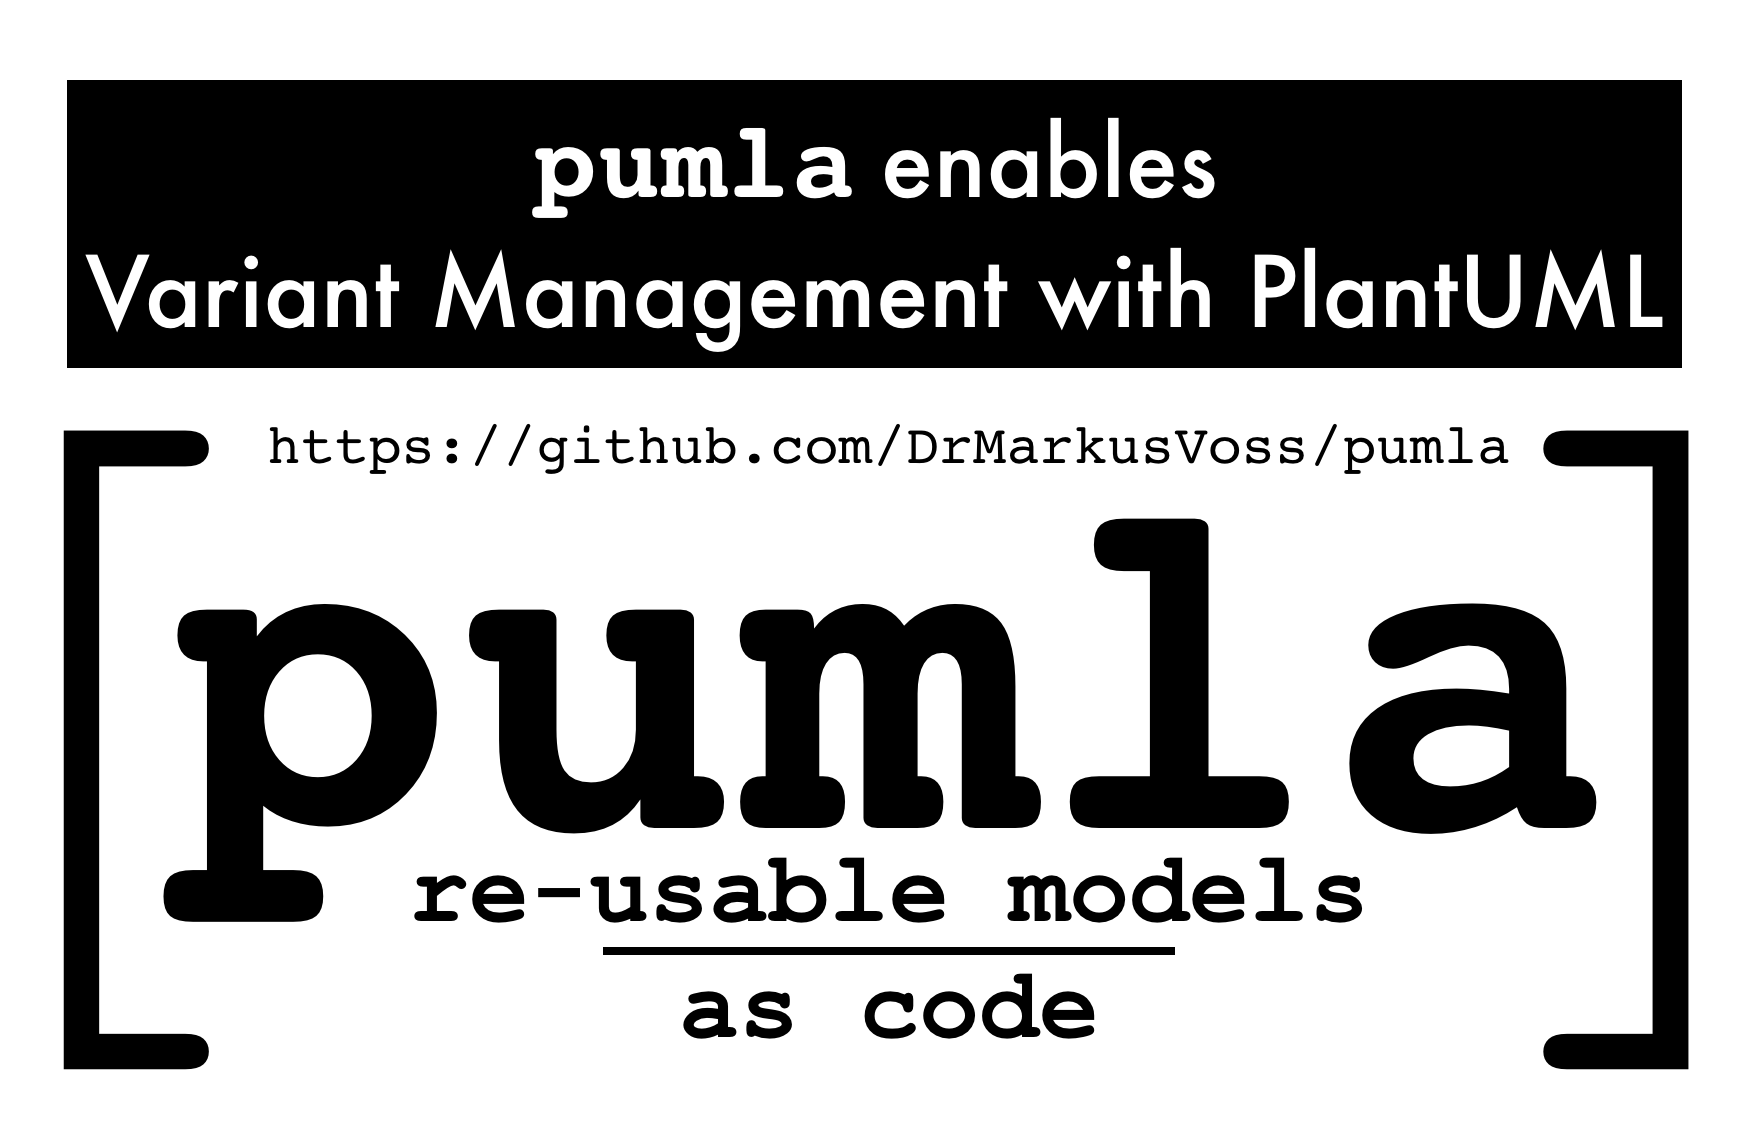 pumla enables
Variant Management with PlantUML
https://github.com/DrMarkusVoss/pumla
pumla
re-usable models
as code